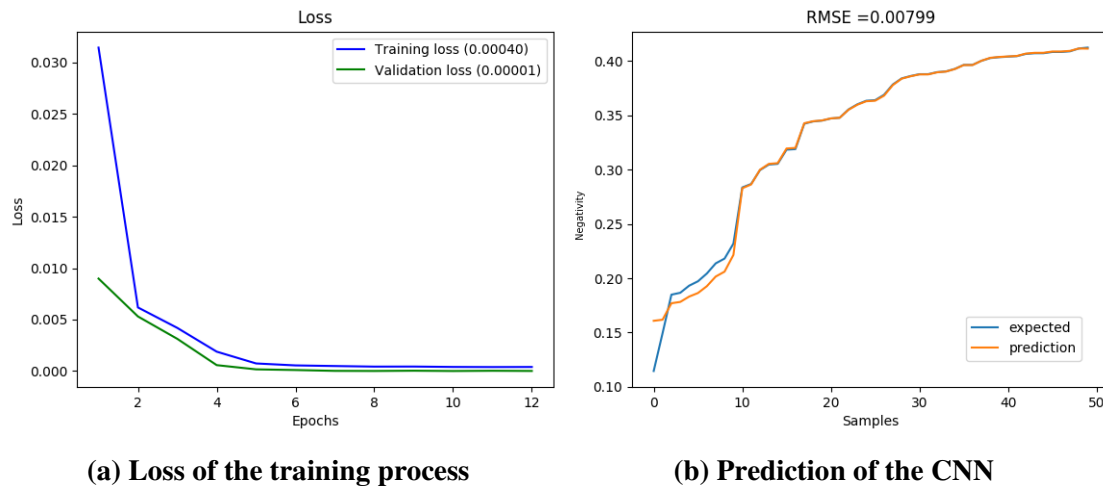 Loss
Training loss (0.00040)
Validation loss (0.00001)
0.030
0.025
0.020
0.015
0.010
0.005
0.000
Loss
2
4
6
8
10
12
Epochs
(a) Loss of the training process
RMSE =0.00799
0.40
0.35
0.30
0.25
0.20
0.15
0.10
Negativity
expected
prediction
0
10
20
30
40
50
Samples
(b) Prediction of the CNN